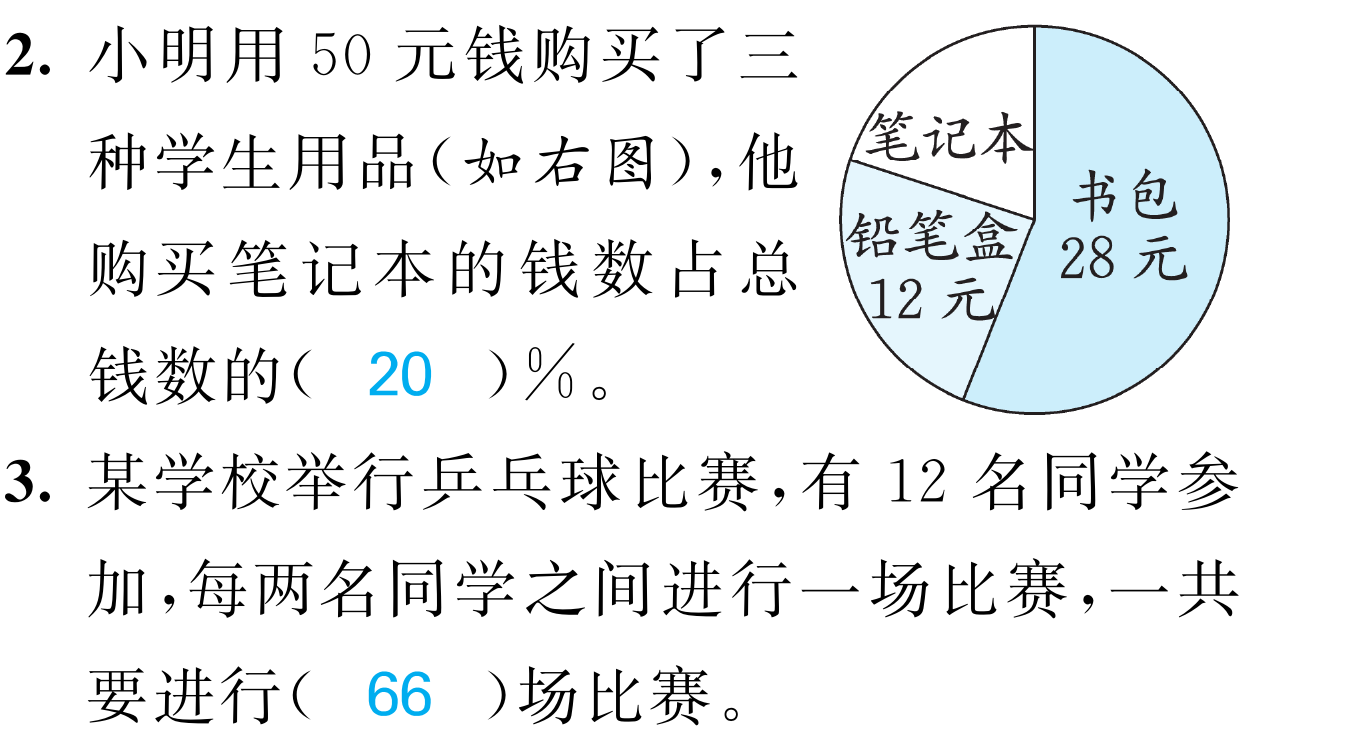 2. 小明用 50 元钱购买了三
种学生用品(如右图),他
购买笔记本的钱数占总
钱数的( 20 )%。
笔记本
书包
28 元
铅笔盒
12 元
3. 某学校举行乒乓球比赛,有 12 名同学参
加,每两名同学之间进行一场比赛,一共
要进行( 66 )场比赛。